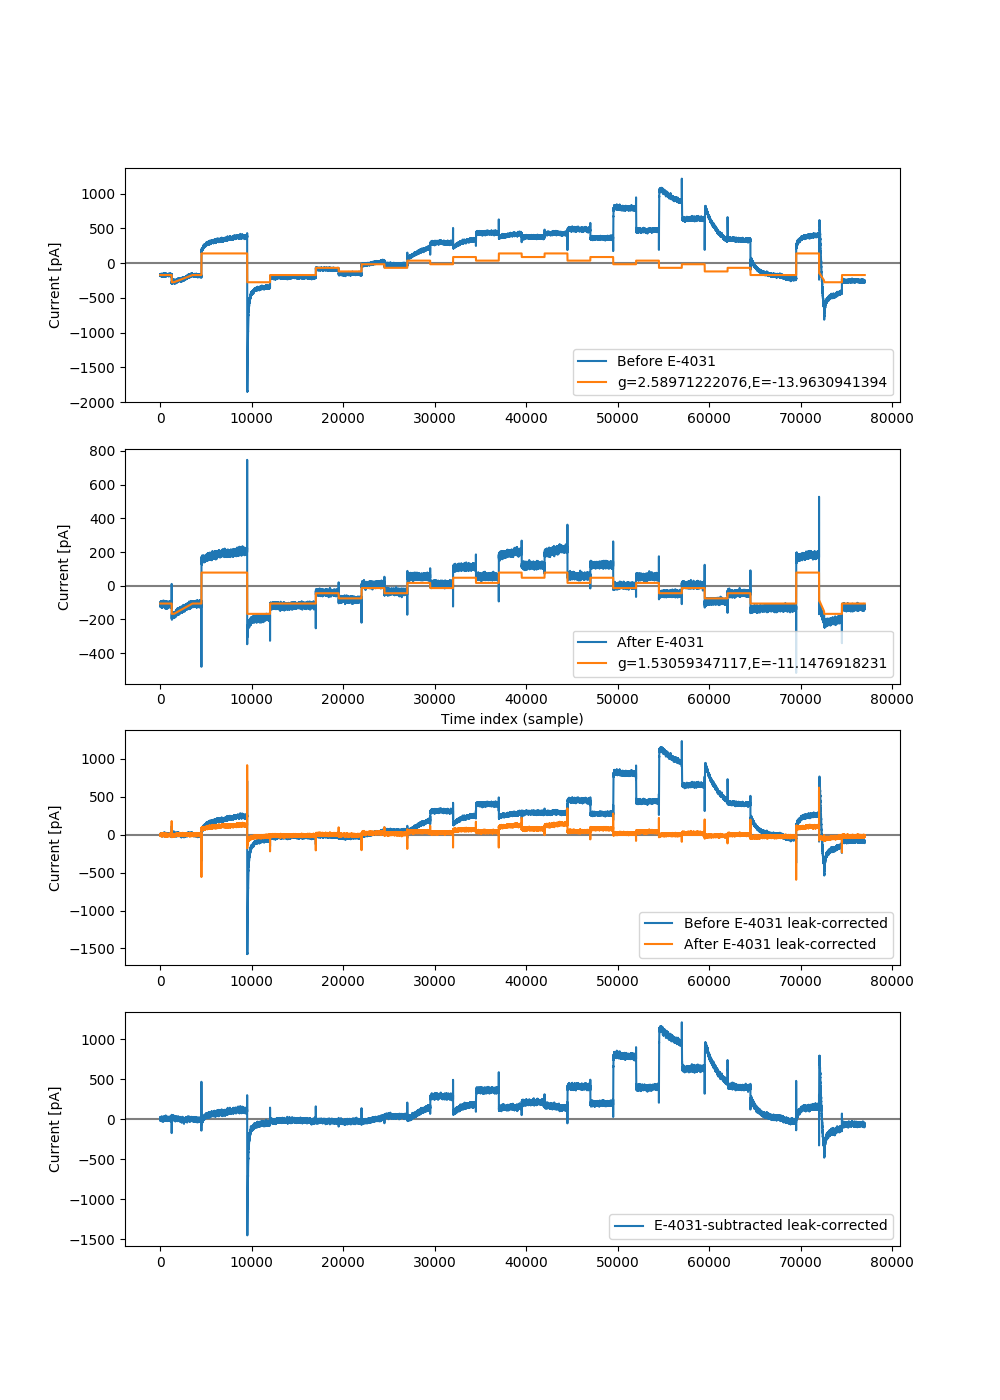 1000
500
0
−500
−1000
−1500
−2000
Current [pA]
Before E-4031
g=2.58971222076,E=-13.9630941394
0 10000 20000 30000 40000 50000 60000 70000 80000
800
600
400
200
0
−200
−400
Current [pA]
After E-4031
g=1.53059347117,E=-11.1476918231
0 10000 20000 30000 40000 50000 60000 70000 80000
Time index (sample)
1000
500
0
−500
−1000
−1500
Current [pA]
Before E-4031 leak-corrected
After E-4031 leak-corrected
0 10000 20000 30000 40000 50000 60000 70000 80000
1000
500
0
−500
−1000
−1500
Current [pA]
E-4031-subtracted leak-corrected
0 10000 20000 30000 40000 50000 60000 70000 80000